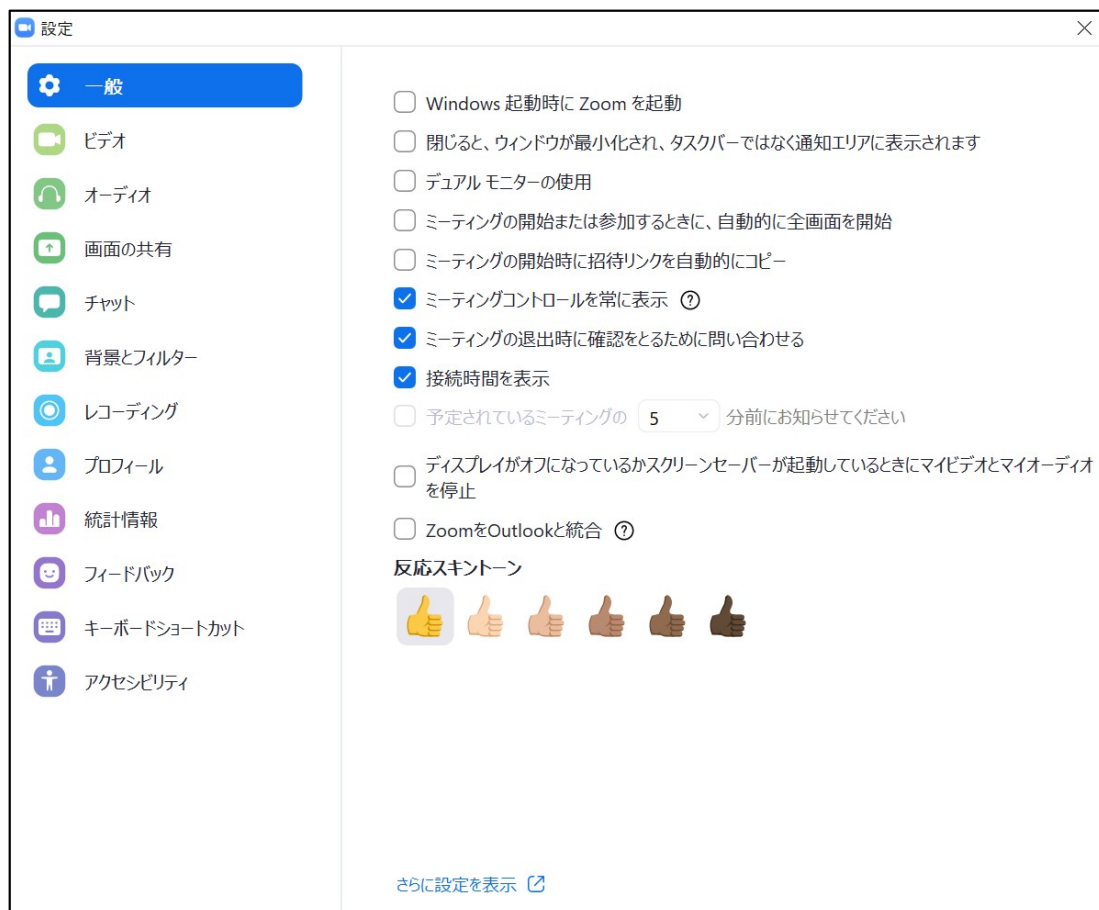 設定
一般
ビデオ
オーディオ
画面の共有
チャット
背景とフィルター
レコーディング
プロフィール
統計情報
フィードバック
キーボードショートカット
アクセシビリティ
Windows 起動時に Zoom を起動
閉じると、ウィンドウが最小化され、タスクバーではなく通知エリアに表示されます
デュアル モニターの使用
ミーティングの開始または参加するときに、自動的に全画面を開始
ミーティングの開始時に招待リンクを自動的にコピー
ミーティングコントロールを常に表示 ?
ミーティングの退出時に確認をとるために問い合わせる
接続時間を表示
予定されているミーティングの 5 分前にお知らせてください
ディスプレイがオフになっているかスクリーンセーバーが起動しているときにマイビデオとマイオーディオ
を停止
ZoomをOutlookと統合 ?
反応スキントーン
さらに設定を表示